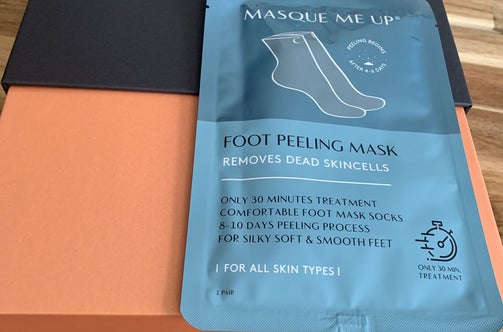 MASQUE ME UP®
PEELING BEGINS
AFTER 4-6 DAYS
FOOT PEELING MASK
REMOVES DEAD SKINCELLS
ONLY 30 MINUTES TREATMENT
COMFORTABLE FOOT MASK SOCKS
8-10 DAYS PEELING PROCESS
FOR SILKY SOFT & SMOOTH FEET
ONLY 30 MIN.
TREATMENT
| FOR ALL SKIN TYPES |
1 PAIR